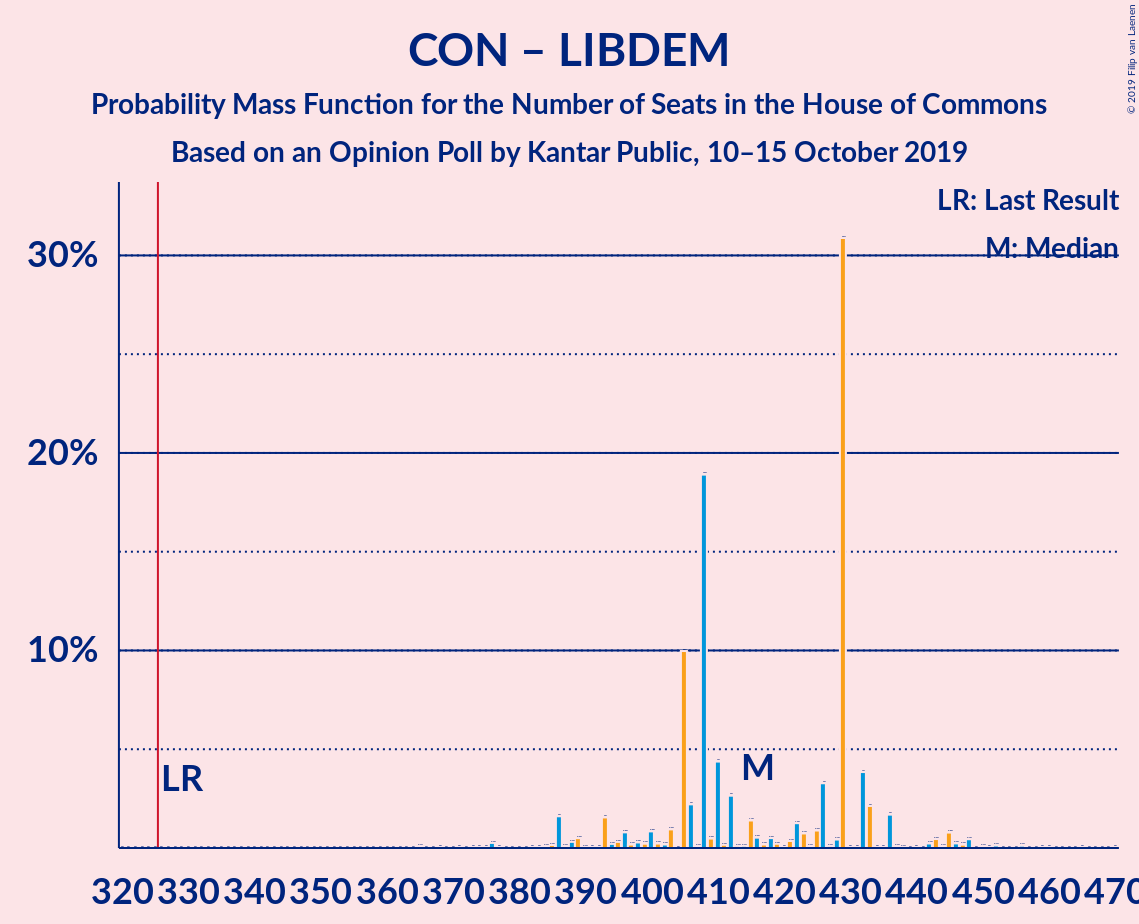 CON – LIBDEM
Probability Mass Function for the Number of Seats in the House of Commons
Based on an Opinion Poll by Kantar Public, 10–15 October 2019
© 2019 Filip van Laenen
LR: Last Result
M: Median
30%
20%
10%
LR
M
320 330 340 350 360 370 380 390 400 410 420 430 440 450 460 470